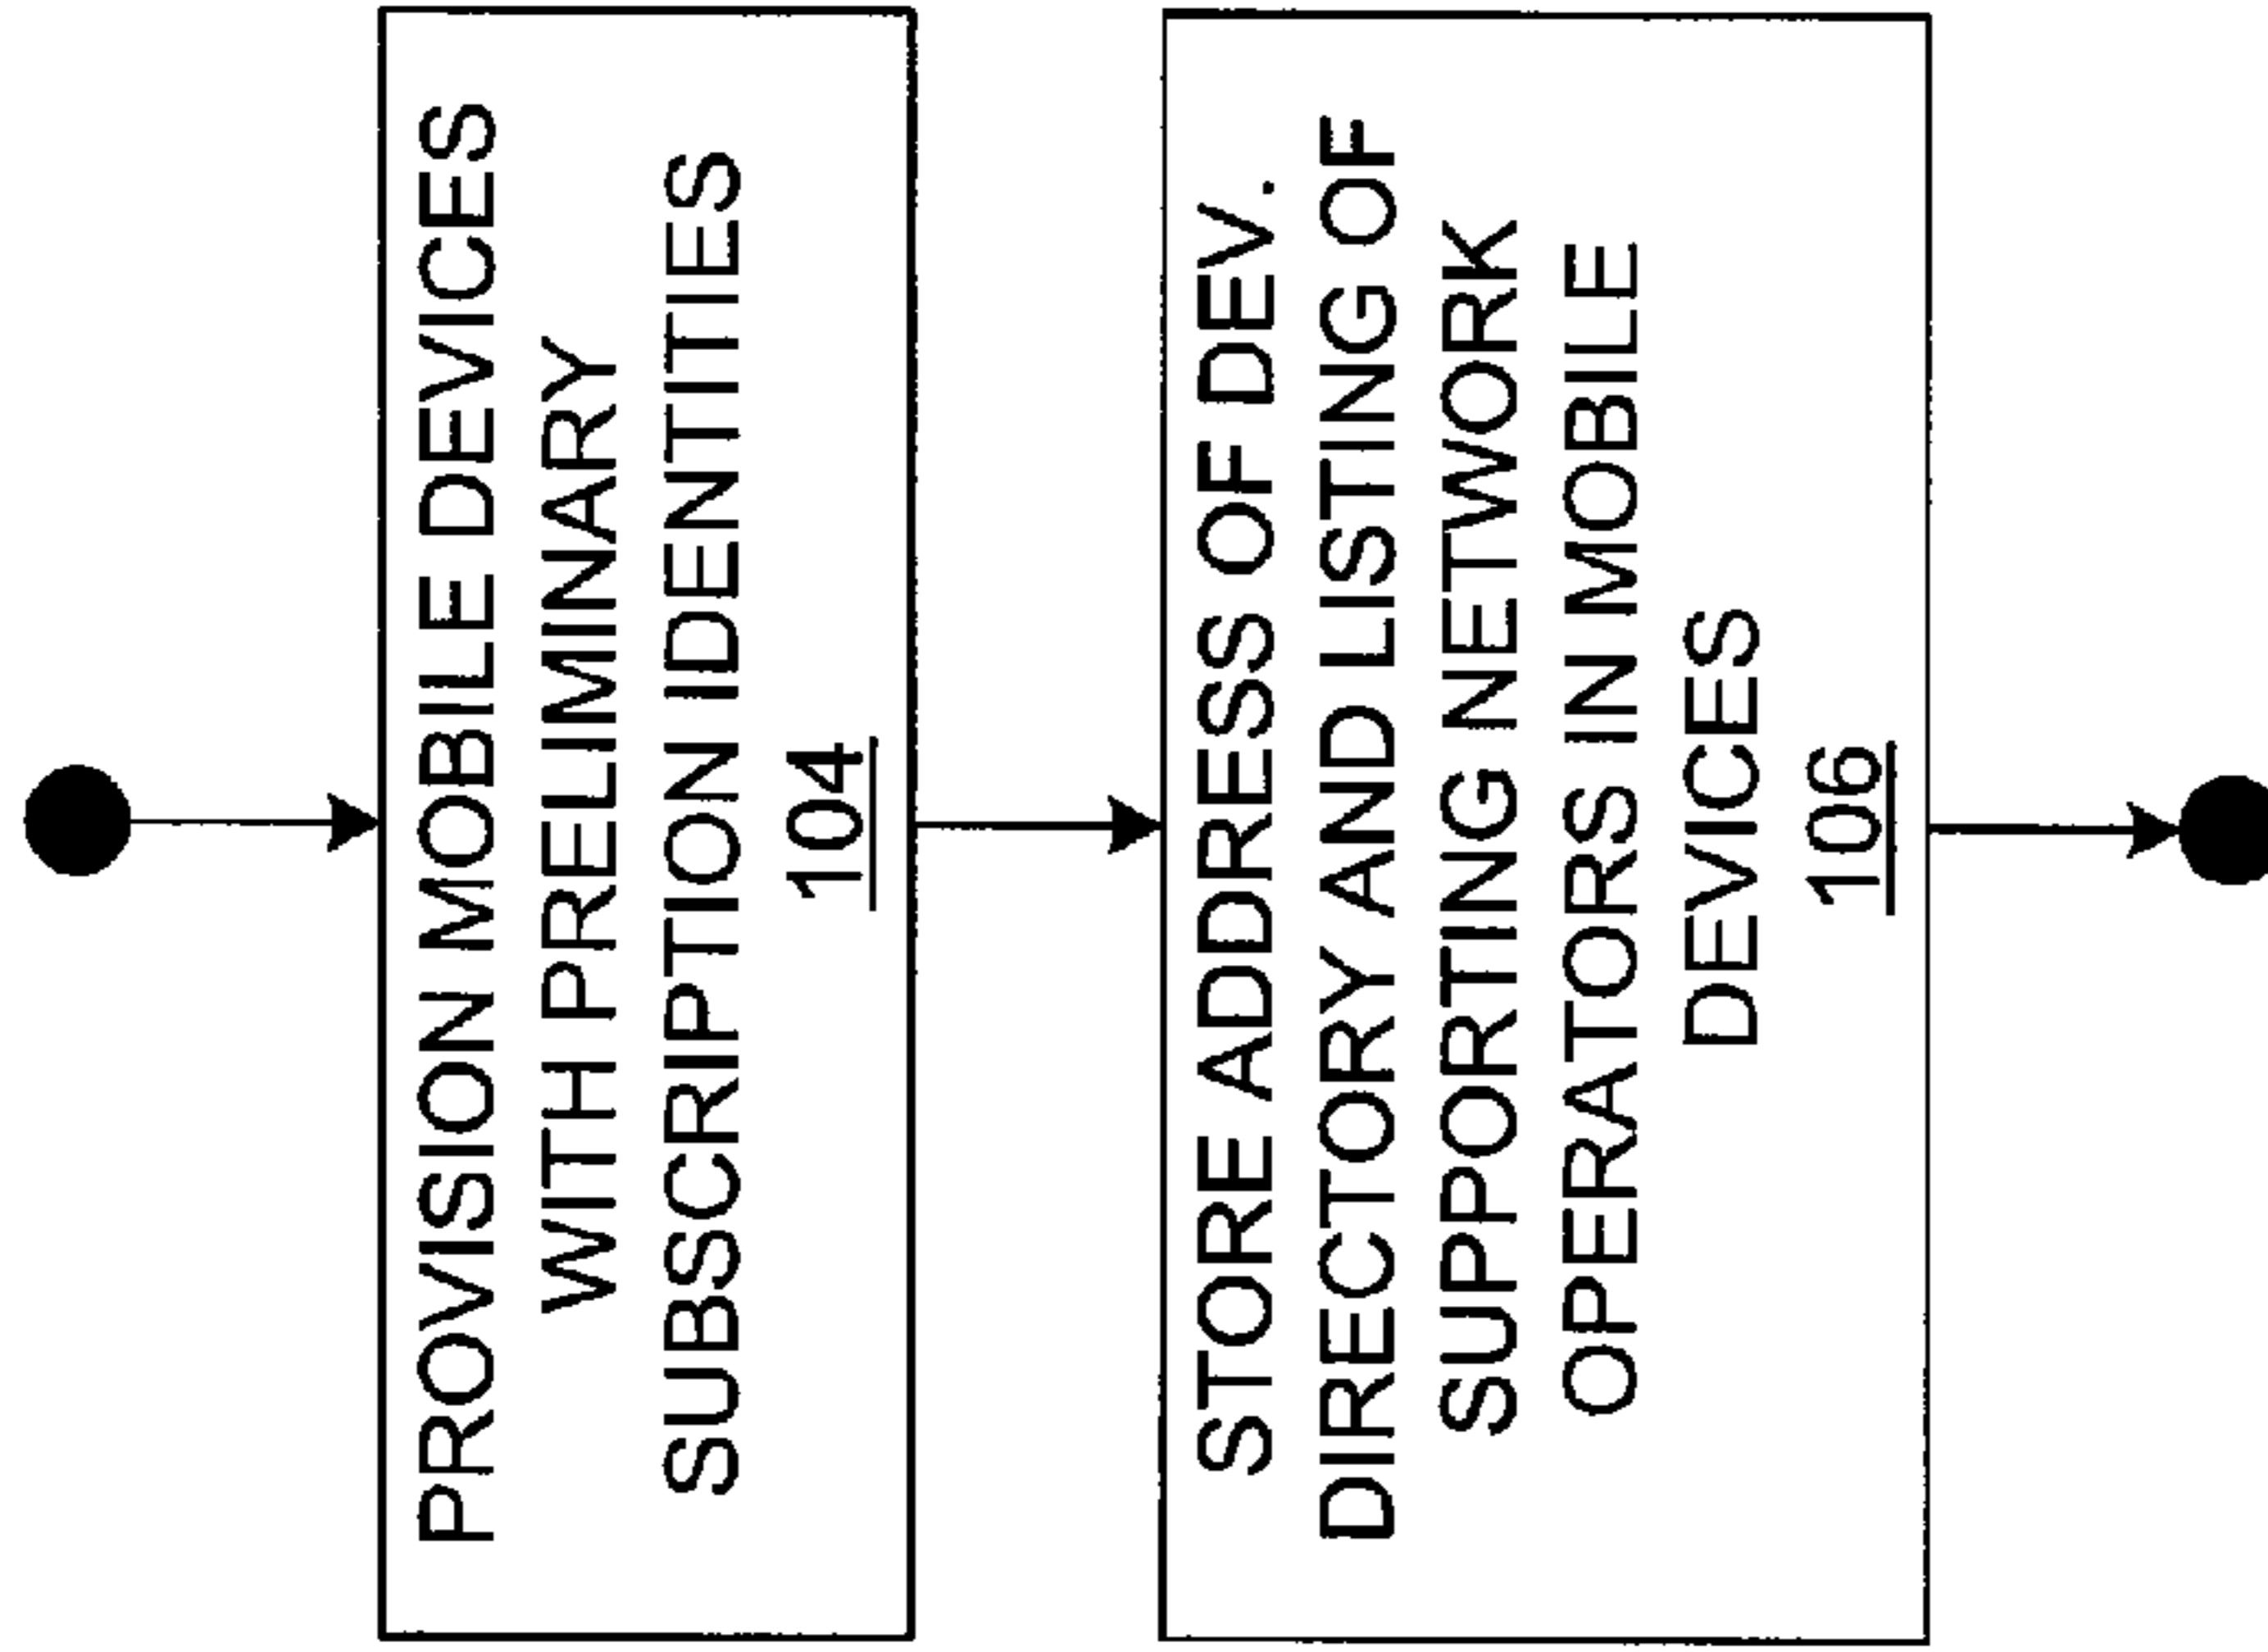 PROVISION MOBILE DEVICES
WITH PRELIMINARY
SUBSCRIPTION IDENTITIES
104
STORE ADDRESS OF DEV.
DIRECTORY AND LISTING OF
SUPPORTING NETWORK
OPERATORS IN MOBILE
DEVICES
106